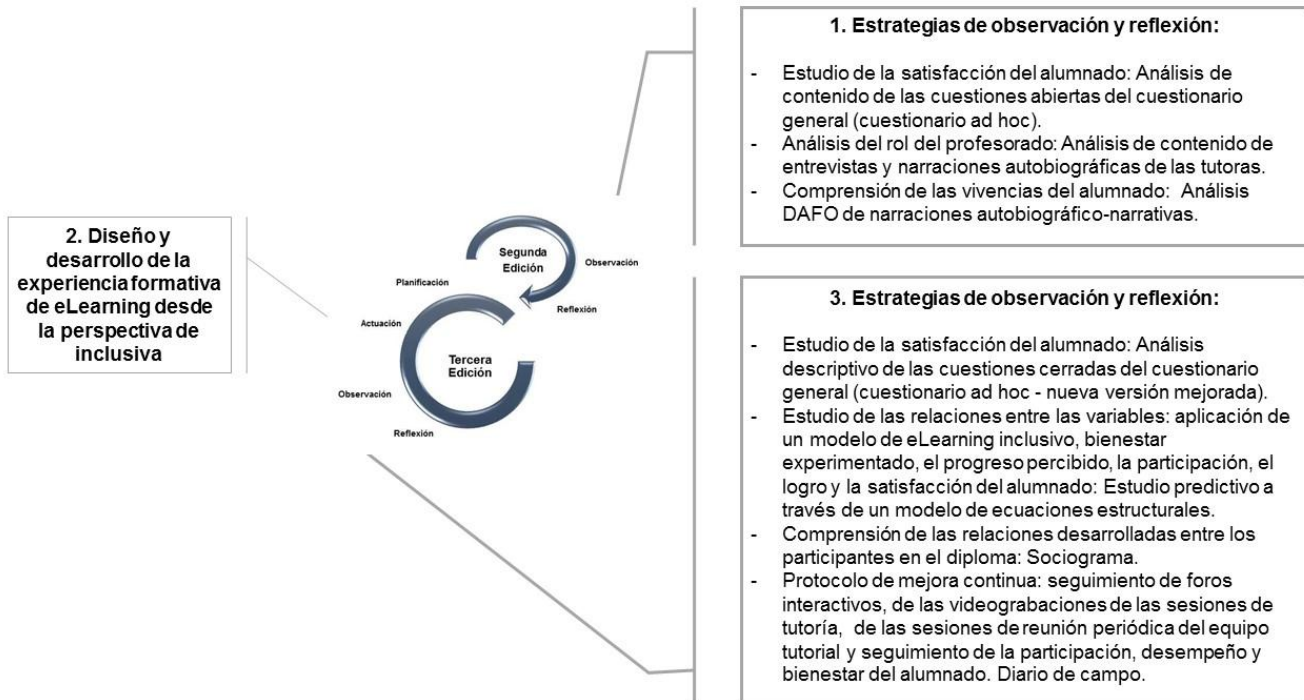 1. Estrategias de observación y reflexión:
- Estudio de la satisfacción del alumnado: Análisis de
contenido de las cuestiones abiertas del cuestionario
general (cuestionario ad hoc).
- Análisis del rol del profesorado: Análisis de contenido de
entrevistas y narraciones autobiográficas de las tutoras.
- Comprensión de las vivencias del alumnado: Análisis
DAFO de narraciones autobiográfico-narrativas.
2. Diseño y
desarrollo de la
experiencia formativa
de eLearning desde
la perspectiva de
inclusiva
Segunda
Edición
Observación
Reflexión
Planificación
Actuación
Tercera
Edición
Observación
Reflexión
3. Estrategias de observación y reflexión:
- Estudio de la satisfacción del alumnado: Análisis
descriptivo de las cuestiones cerradas del cuestionario
general (cuestionario ad hoc - nueva versión mejorada).
- Estudio de las relaciones entre las variables: aplicación de
un modelo de eLearning inclusivo, bienestar
experimentado, el progreso percibido, la participación, el
logro y la satisfacción del alumnado: Estudio predictivo a
través de un modelo de ecuaciones estructurales.
- Comprensión de las relaciones desarrolladas entre los
participantes en el diploma: Sociograma.
- Protocolo de mejora continua: seguimiento de foros
interactivos, de las videograbaciones de las sesiones de
tutoría, de las sesiones de reunión periódica del equipo
tutorial y seguimiento de la participación, desempeño y
bienestar del alumnado. Diario de campo.